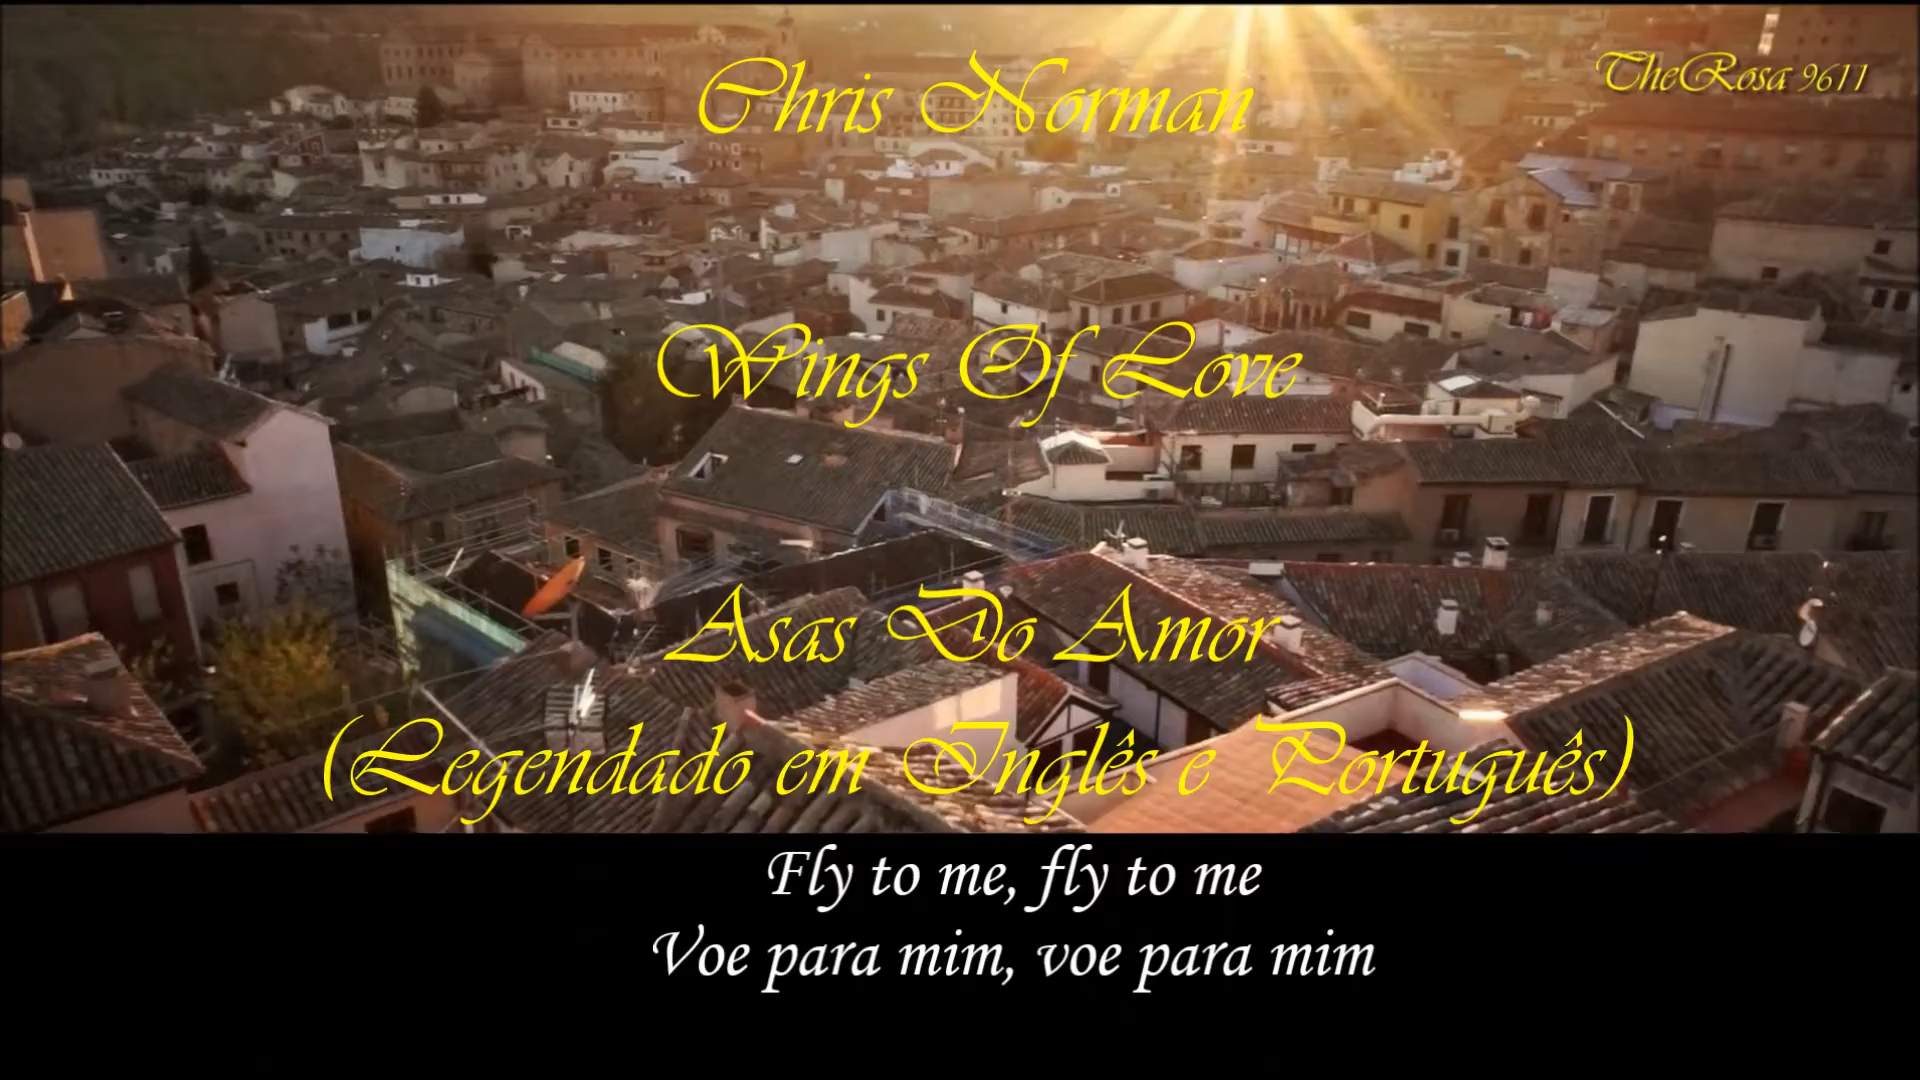 Chris Norman
TheRosa 9611
Wings Of Love
Asas Do Amor
(Legendado em Inglês e Português)
Fly to me, fly to me
Voe para mim, voe para mim